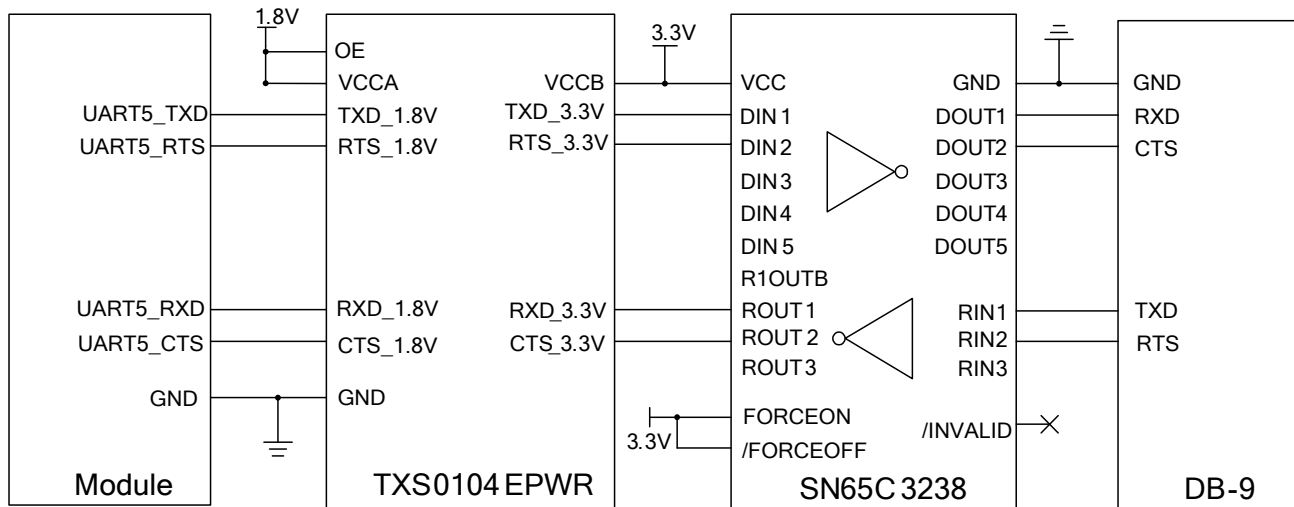 1.8V
OE
VCCA
UART5_TXD
TXD_1.8V
UART5_RTS
RTS_1.8V
UART5_RXD
RXD_1.8V
UART5_CTS
CTS_1.8V
GND
GND
Module
VCCB
TXD_3.3V
RTS_3.3V
RXD_3.3V
CTS_3.3V
TXS0104EPWR
3.3V
VCC
DIN1
DIN2
DIN3
DIN4
DIN5
R1OUTB
ROUT1
ROUT2
ROUT3
3.3V
FORCEON
/FORCEOFF
GND
DOUT1
DOUT2
DOUT3
DOUT4
DOUT5
RIN1
RIN2
RIN3
/INVALID
SN65C3238
GND
RXD
CTS
TXD
RTS
DB-9